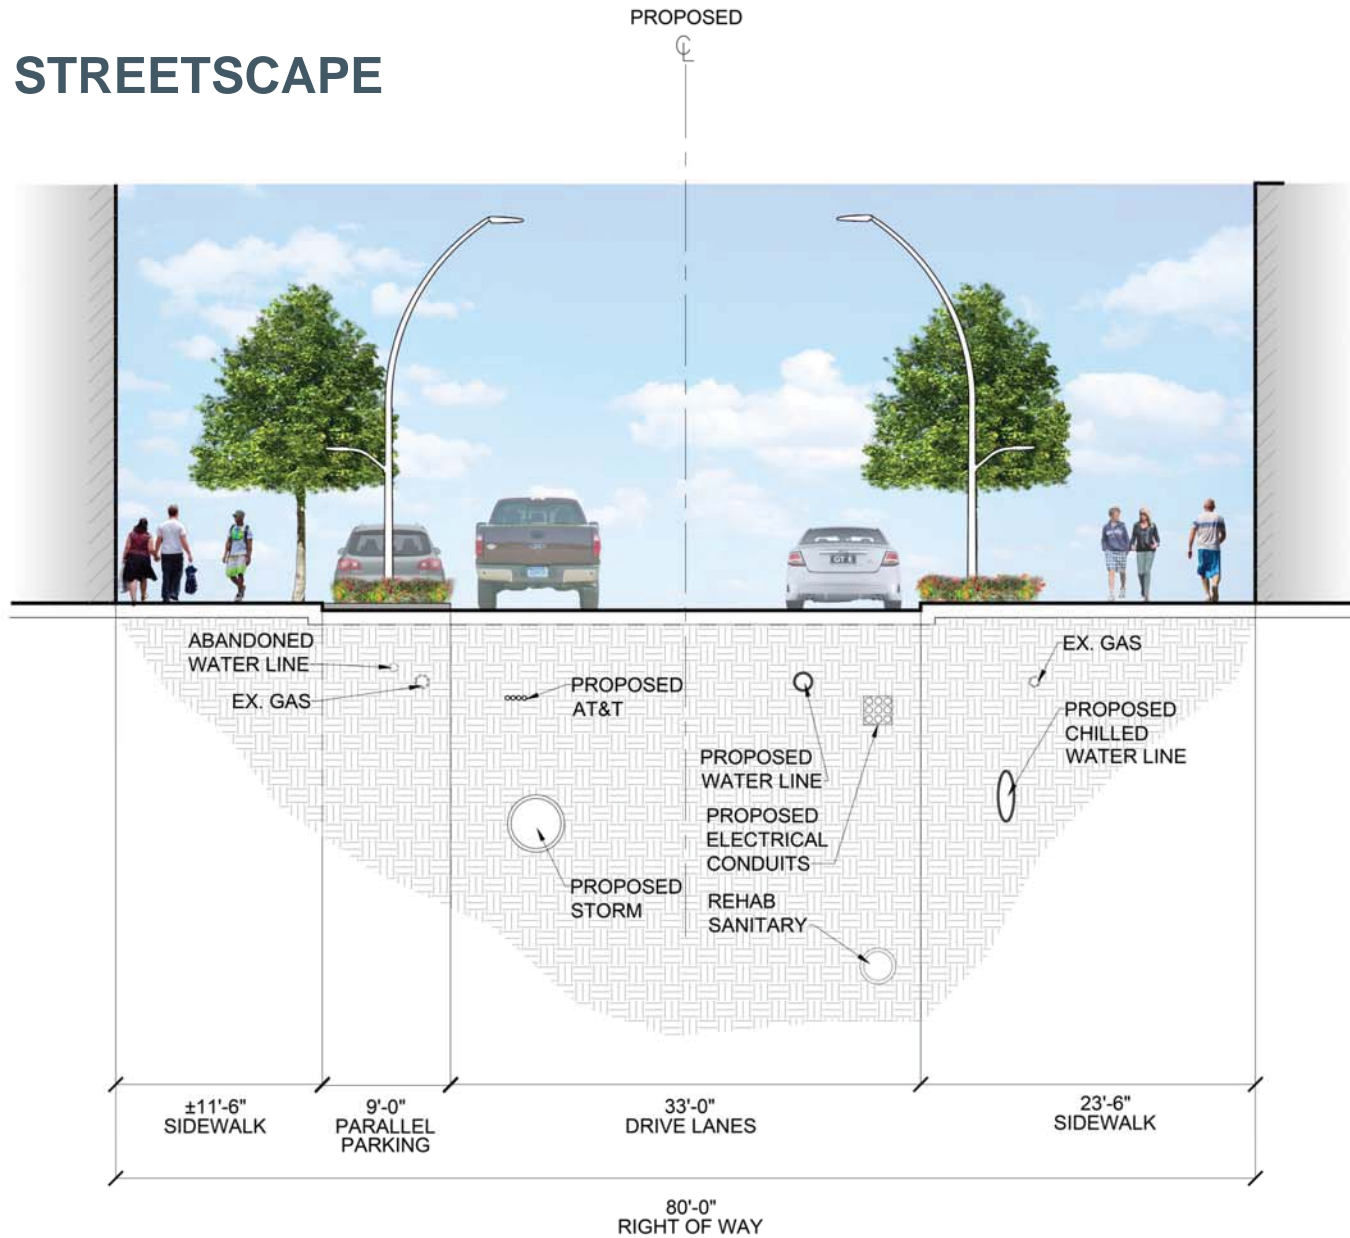 PROPOSED
STREETSCAPE
ABANDONED
WATER LINE
EX. GAS
PROPOSED
AT&T
PROPOSED
STORM
PROPOSED
WATER LINE
PROPOSED
ELECTRICAL
CONDUITS
REHAB
SANITARY
EX. GAS
PROPOSED
CHILLED
WATER LINE
±11'-6"
SIDEWALK
9'-0"
PARALLEL
PARKING
33'-0"
DRIVE LANES
23'-6"
SIDEWALK
80'-0"
RIGHT OF WAY